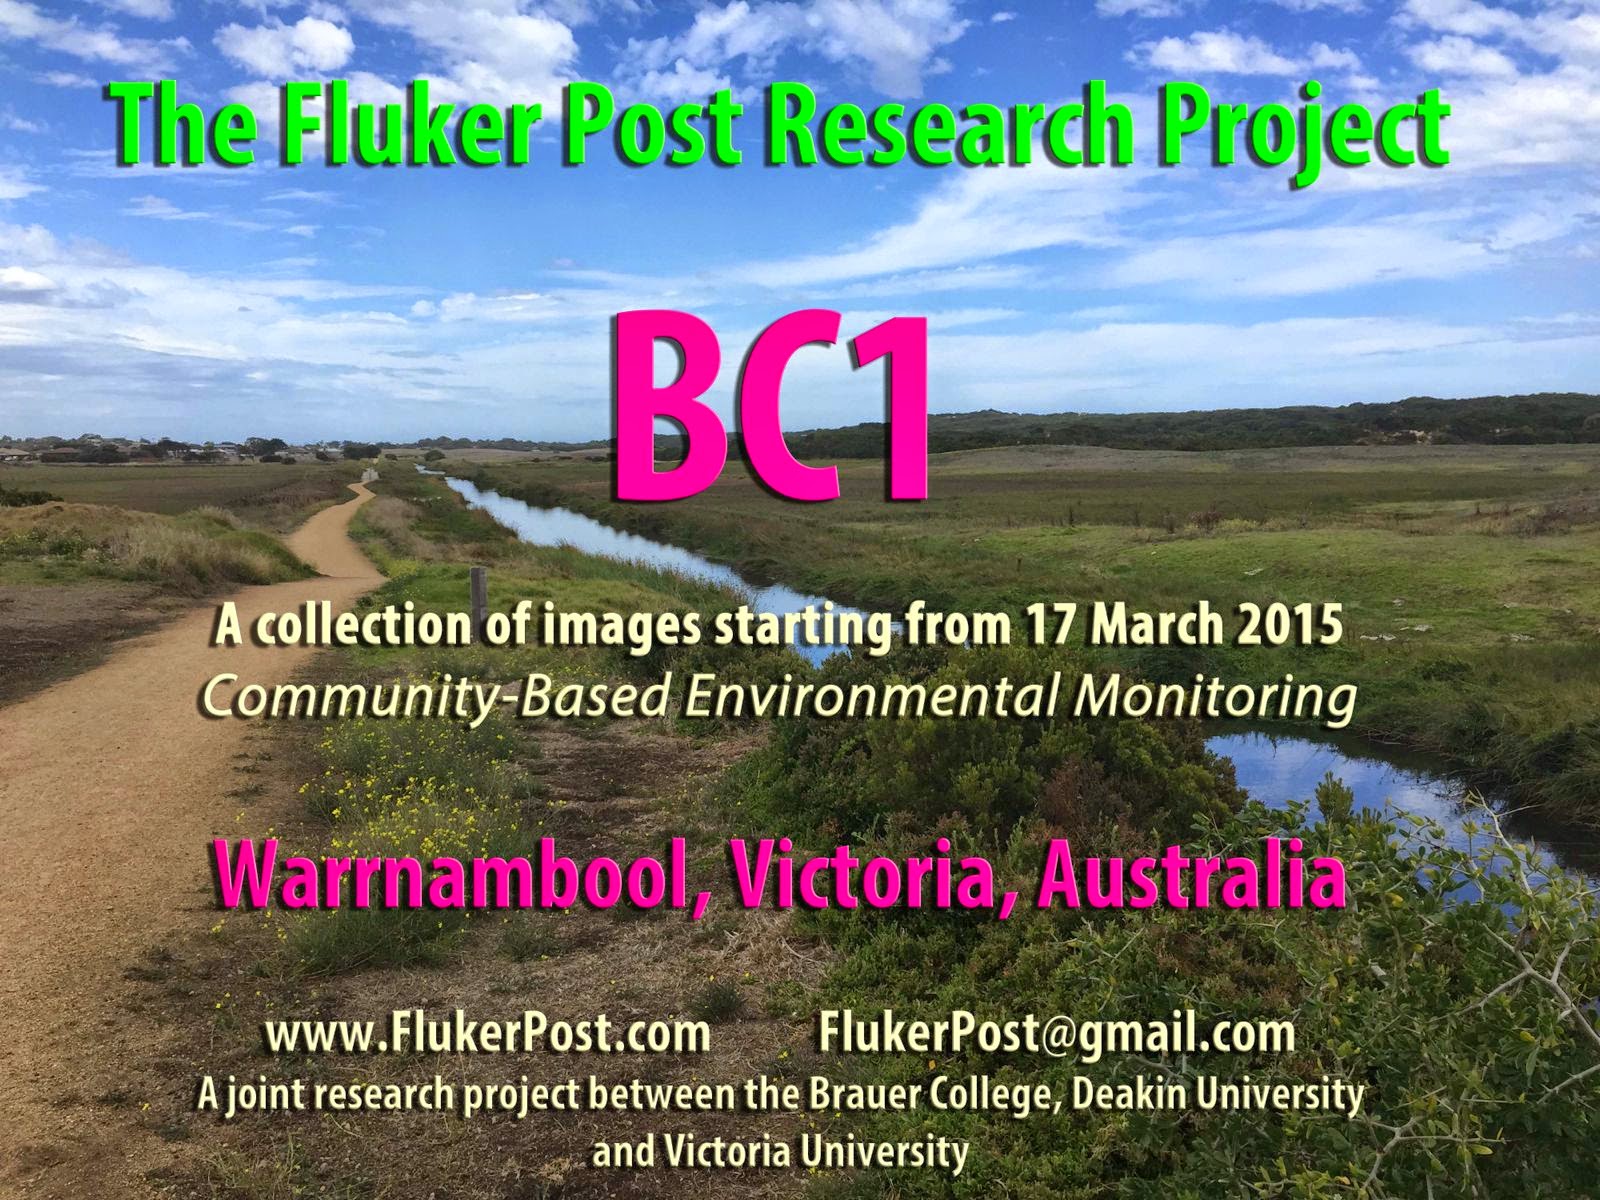 The Fluker Post Research Project
BC1
A collection of images starting from 17 March 2015
Community-Based Environmental Monitoring
Warrnambool, Victoria, Australia
www.FlukerPost.com FlukerPost@gmail.com
A joint research project between the Brauer College, Deakin University
and Victoria University